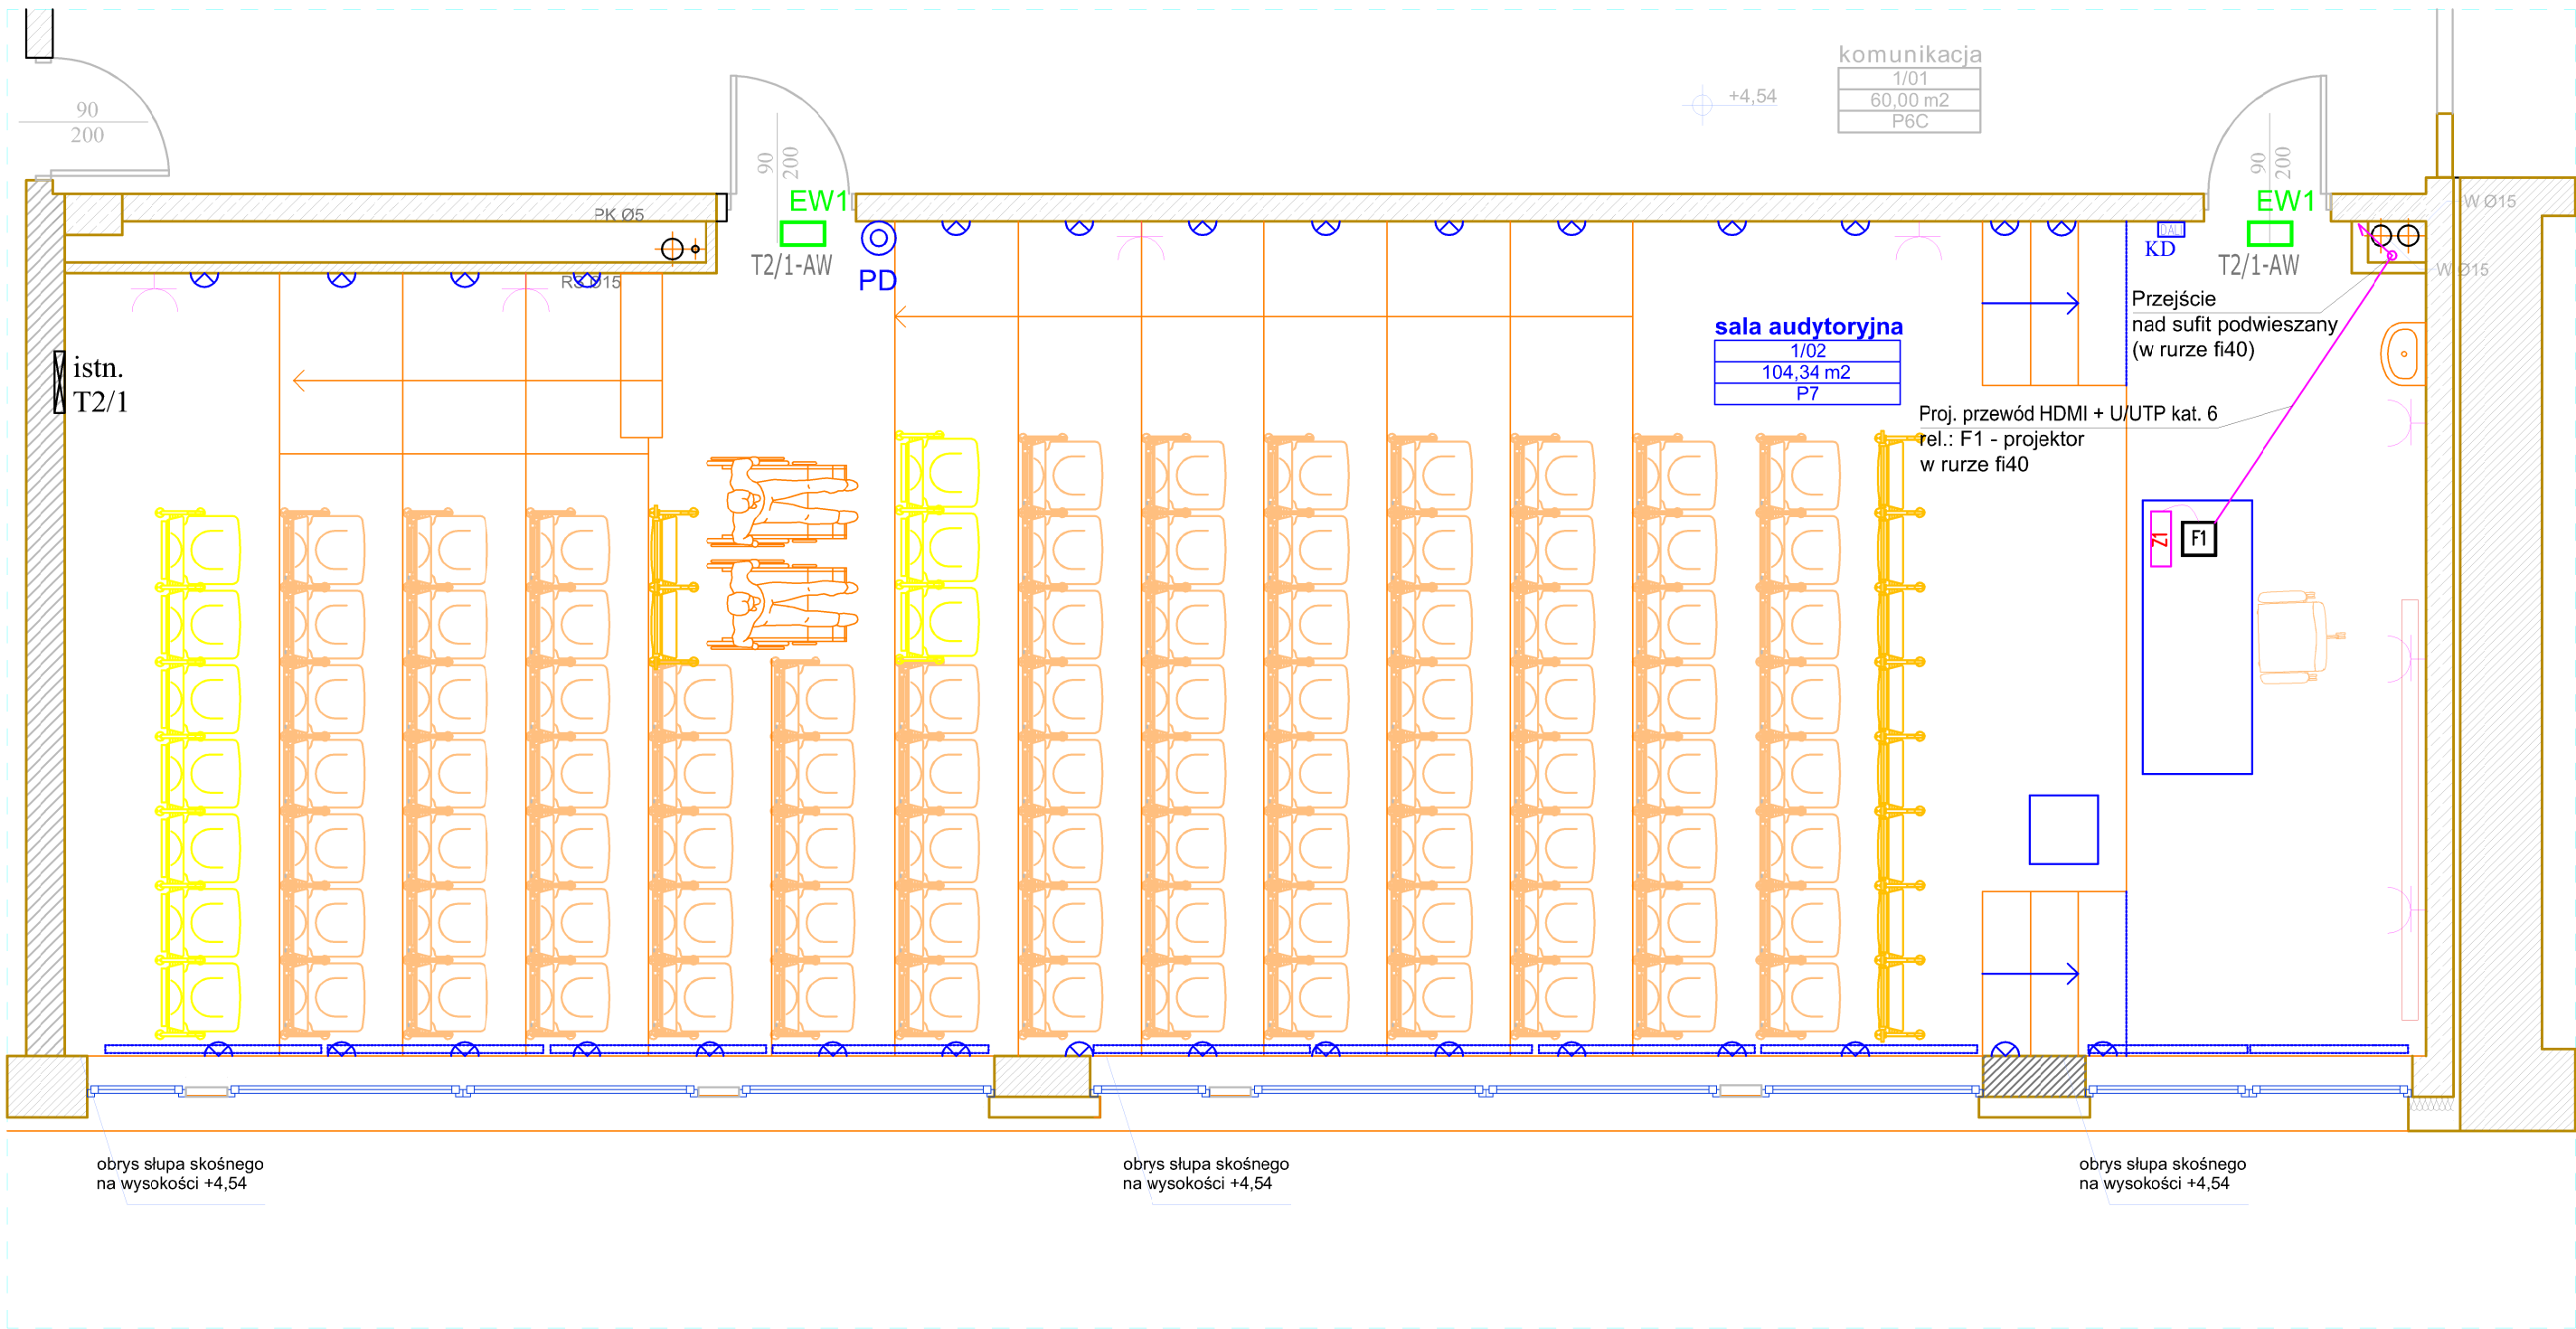 komunikacja
1/01
60,00 m2
P6C
+4,54
90
200
90
200
90
200
EW1
EW1
PK Ø5
W Ø15
T2/1-AW
PD
KD
DALI
T2/1-AW
W Ø15
RS Ø15
Przejście
nad sufit podwieszany
(w rurze fi40)
sala audytoryjna
1/02
104,34 m2
P7
istn.
T2/1
Proj. przewód HDMI + U/UTP kat. 6
rel.: F1 - projektor
w rurze fi40
Z1
F1
obrys słupa skośnego
na wysokości +4,54
obrys słupa skośnego
na wysokości +4,54
obrys słupa skośnego
na wysokości +4,54